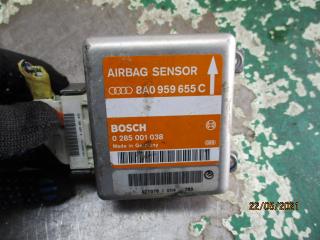 AIRBAG SENSOR
8A0 959 655 C
BOSCH
0 285 001 038
Made in Germany
22/05/2021